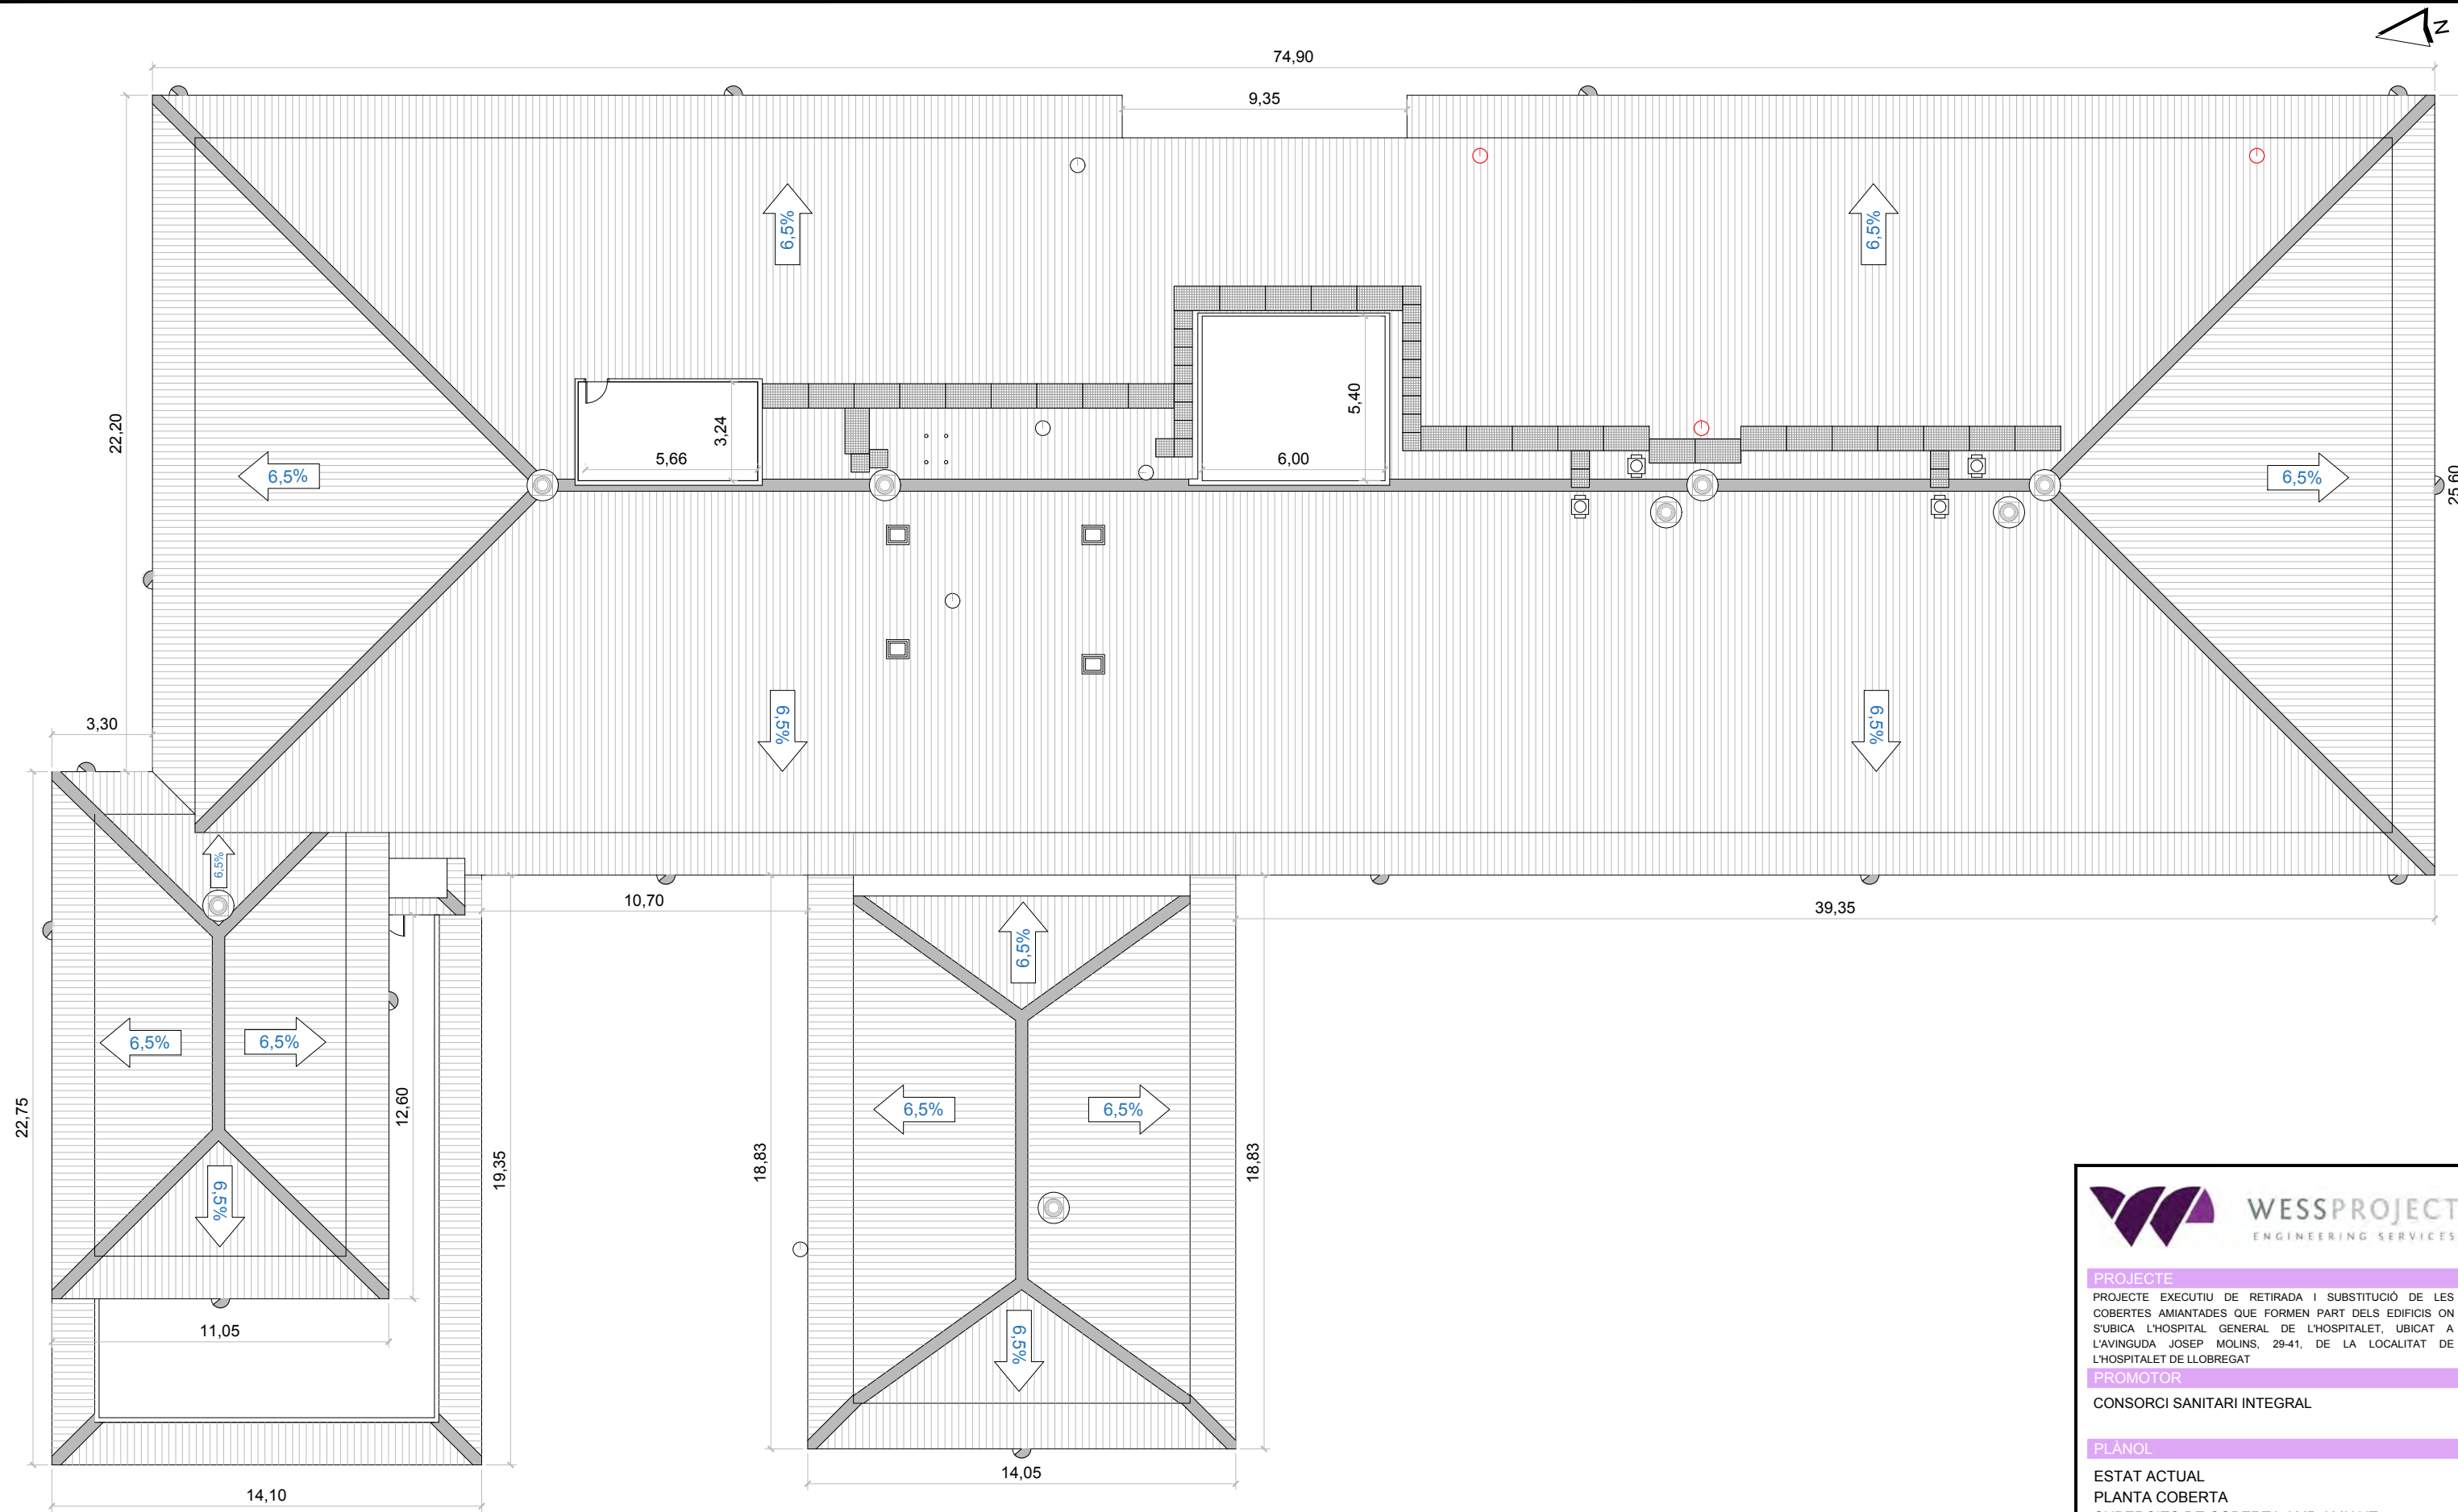 N
74,90
9,35
6,5%
6,5%
22,20
5,40
3,24
5,66
6,00
6,5%
6,5%
25,60
3,30
6,5%
6,5%
6,5%
10,70
39,35
6,5%
6,5%
6,5%
22,75
12,60
6,5%
6,5%
19,35
18,83
18,83
6,5%
6,5%
11,05
14,05
14,10
WESSPROJECT
ENGINEERING SERVICES
PROJECTE
PROJECTE EXECUTIU DE RETIRADA I SUBSTITUCIÓ DE LES
COBERTES AMIANTADES QUE FORMEN PART DELS EDIFICIS ON
S'UBICA L'HOSPITAL GENERAL DE L'HOSPITALET, UBICAT A
L'AVINGUDA JOSEP MOLINS, 29-41, DE LA LOCALITAT DE
L'HOSPITALET DE LLOBREGAT
PROMOTOR
CONSORCI SANITARI INTEGRAL
PLÀNOL
ESTAT ACTUAL
PLANTA COBERTA